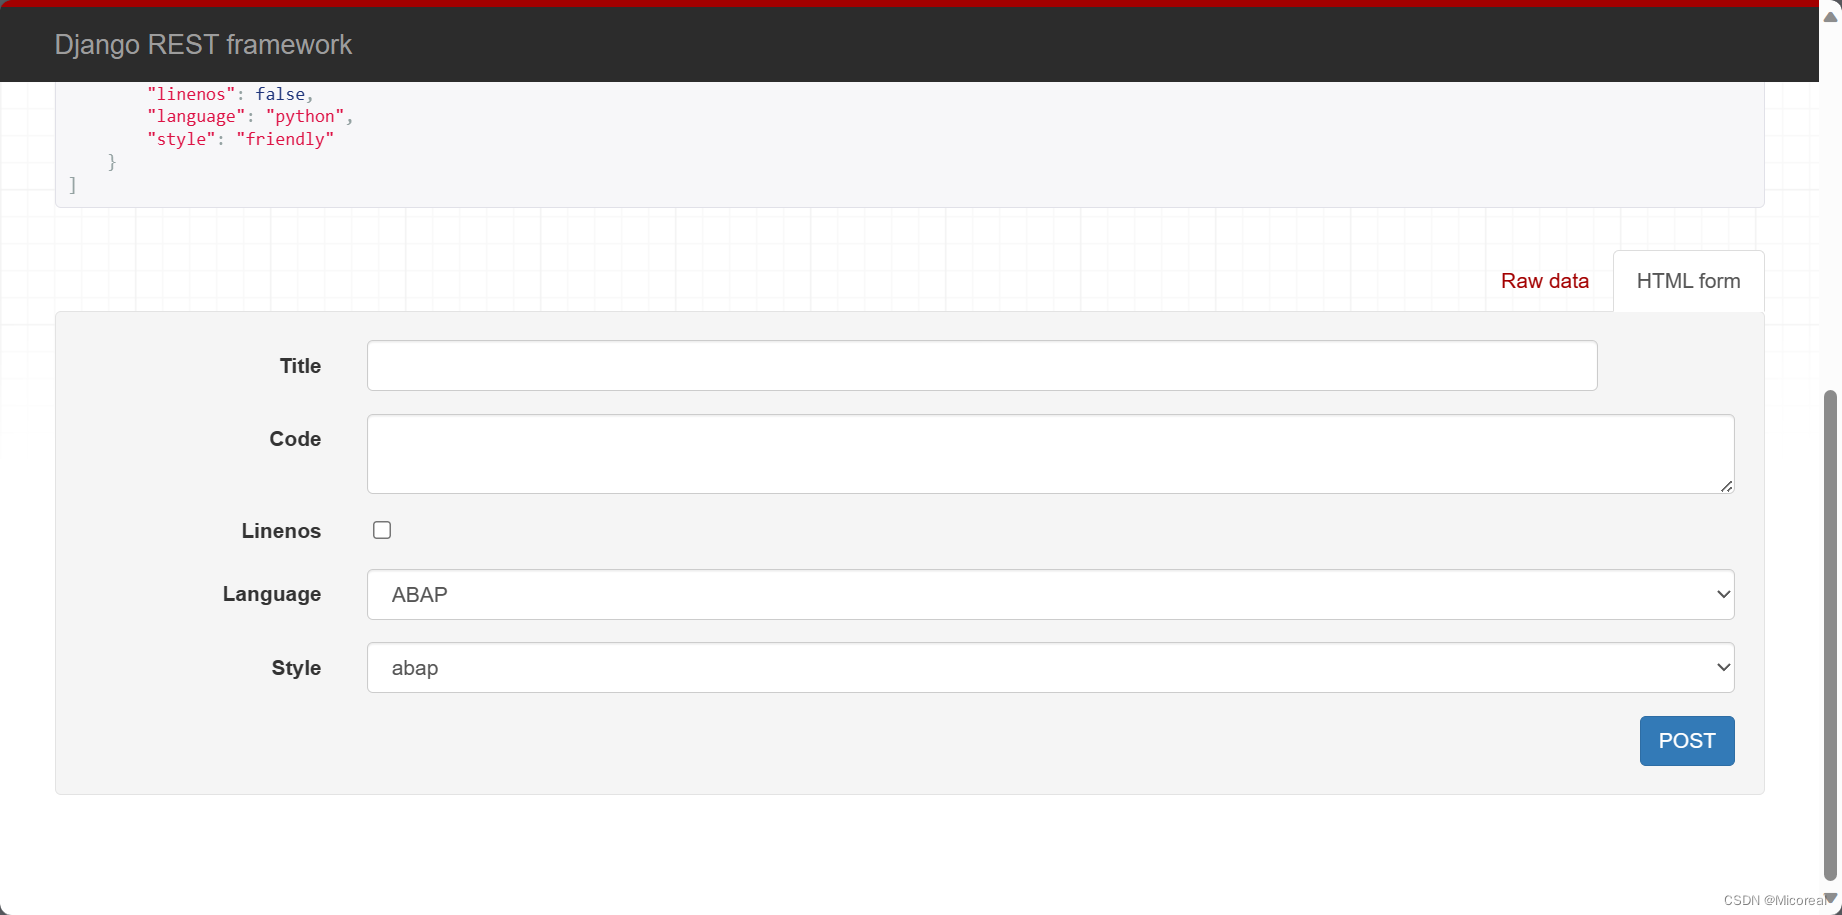 Django REST framework
"linenos": false,
"language": "python",
"style": "friendly"
}
]
Raw data
HTML form
Title
Code
Linenos
Language
ABAP
Style
abap
POST
CSDN @Micoreal